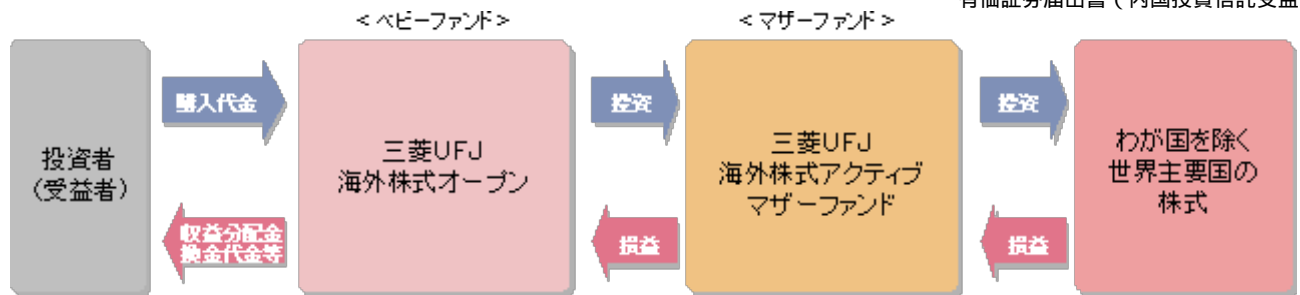 有価証券届出書（内国投資信託受益
＜ベビーファンド＞
＜マザーファンド＞
投資者
（受益者）
購入代金
収益分配金
換金代金等
三菱UFJ
海外株式オープン
投資
損益
三菱UFJ
海外株式アクティブ
マザーファンド
投資
損益
わが国を除く
世界主要国の
株式